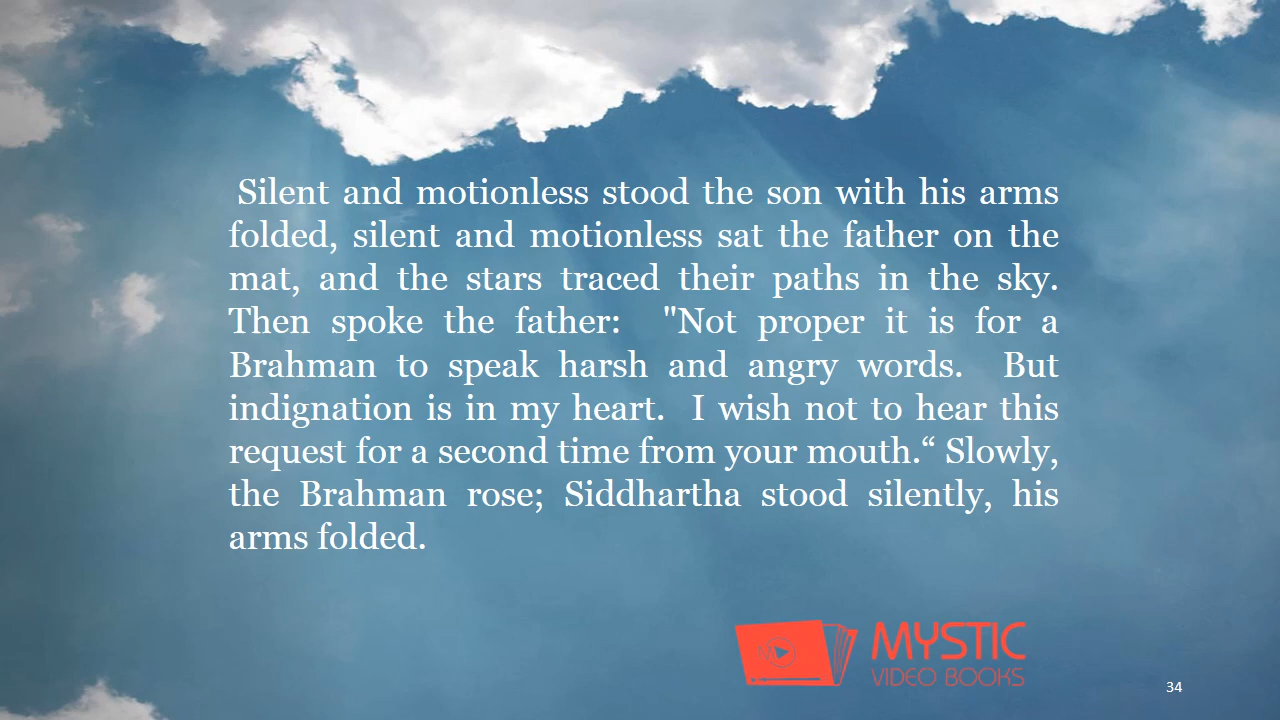 Silent and motionless stood the son with his arms
folded, silent and motionless sat the father on the
mat, and the stars traced their paths in the sky.
Then spoke the father:  "Not proper it is for a
Brahman to speak harsh and angry words.  But
indignation is in my heart.  I wish not to hear this
request for a second time from your mouth.“ Slowly,
the Brahman rose; Siddhartha stood silently, his
arms folded.
MYSTIC
VIDEO BOOKS
34